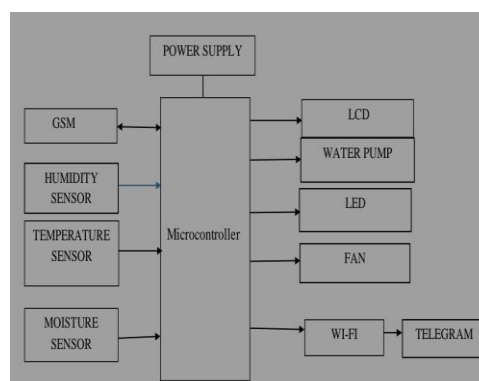 POWER SUPPLY
GSM
HUMIDITY
SENSOR
TEMPERATURE
SENSOR
MOISTURE
SENSOR
Microcontroller
LCD
WATER PUMP
LED
FAN
WI-FI
TELEGRAM